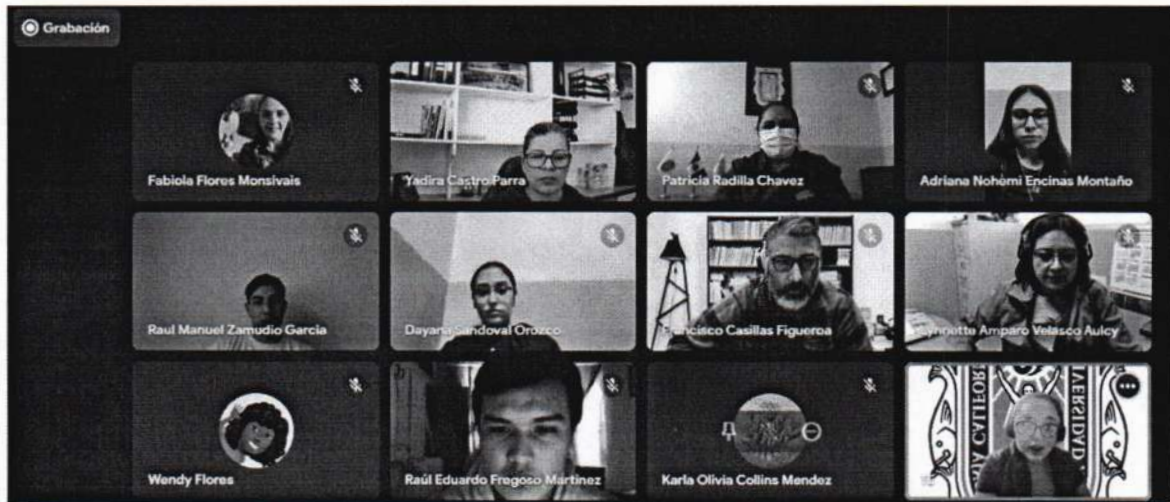 Grabación
Fabiola Flores Monsivais
Yadira Castro Parra
Patricia Radilla Chavez
Adriana Nohemi Encinas Montaño
Raul Manuel Zamudio Garcia
Dayana Sandoval Orozco
Francisco Casillas Figueroa
Lynnette Amparo Velasco Aulcy
Wendy Flores
Raúl Eduardo Fregoso Martinez
Karla Olivia Collins Mendez